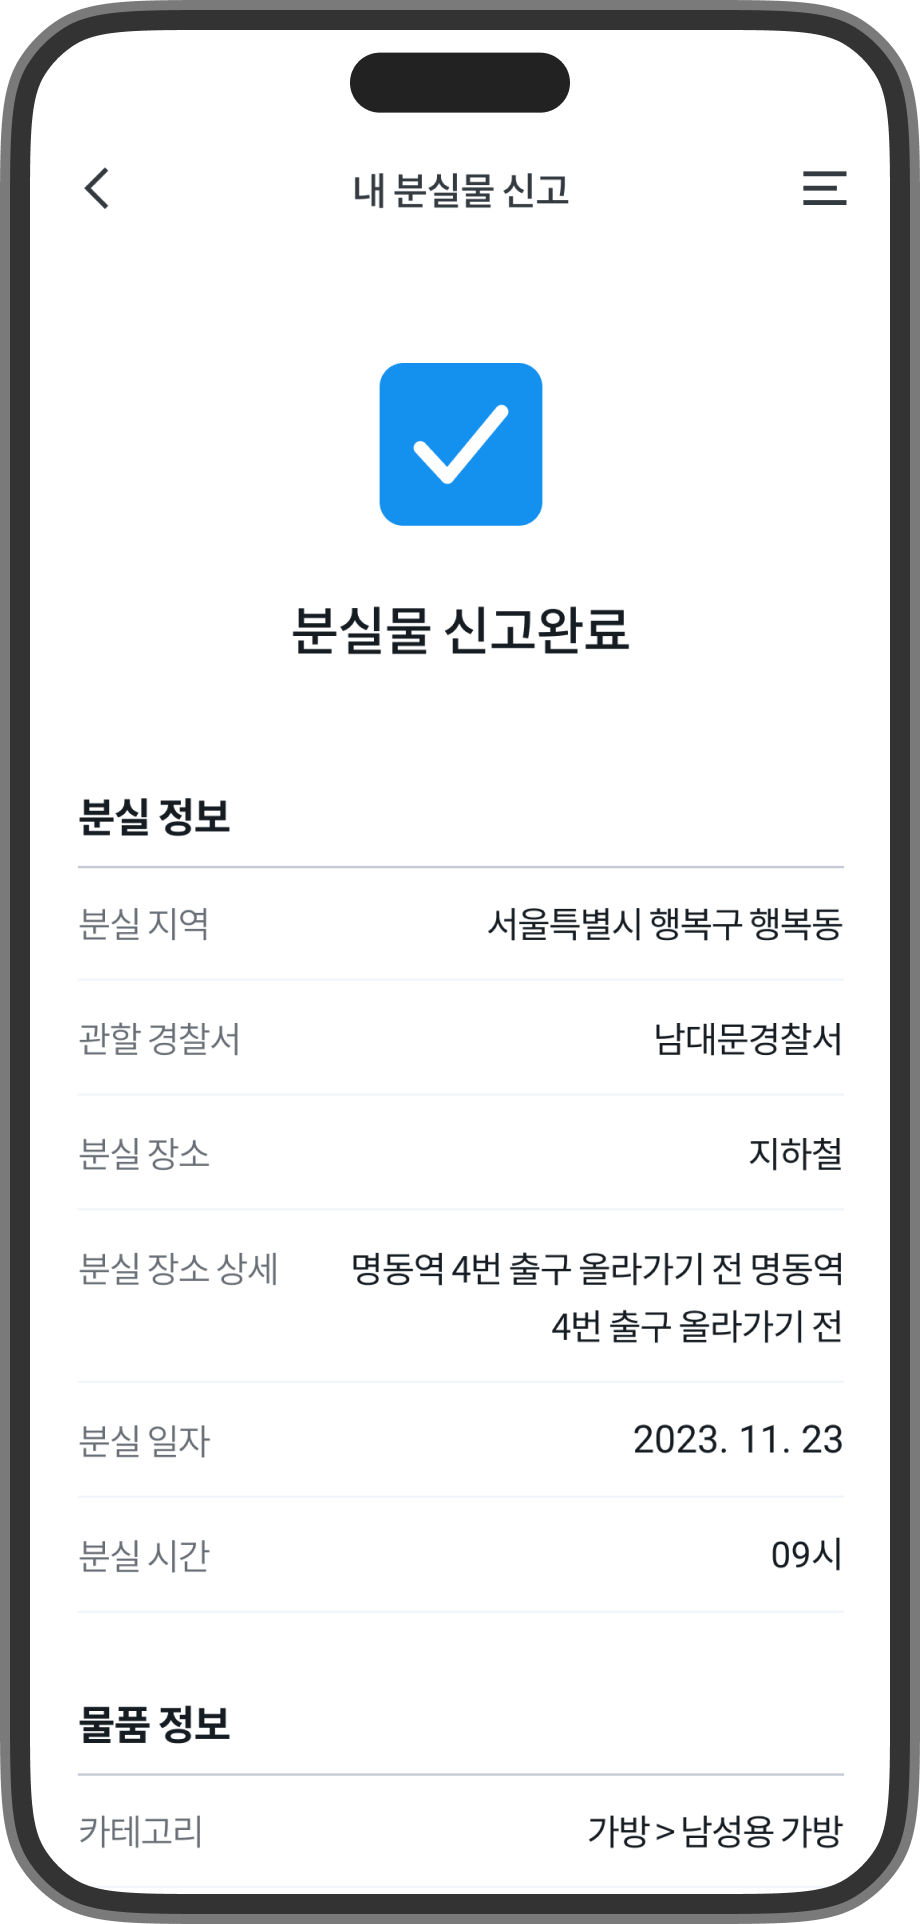 내 분실물 신고
분실물 신고완료
분실 정보
분실 지역 서울특별시 행복구 행복동
관할 경찰서 남대문경찰서
분실 장소 지하철
분실 장소 상세 명동역 4번 출구 올라가기 전 명동역
4번 출구 올라가기 전
분실 일자 2023. 11. 23
분실 시간 09시
물품 정보
카테고리 가방 > 남성용 가방